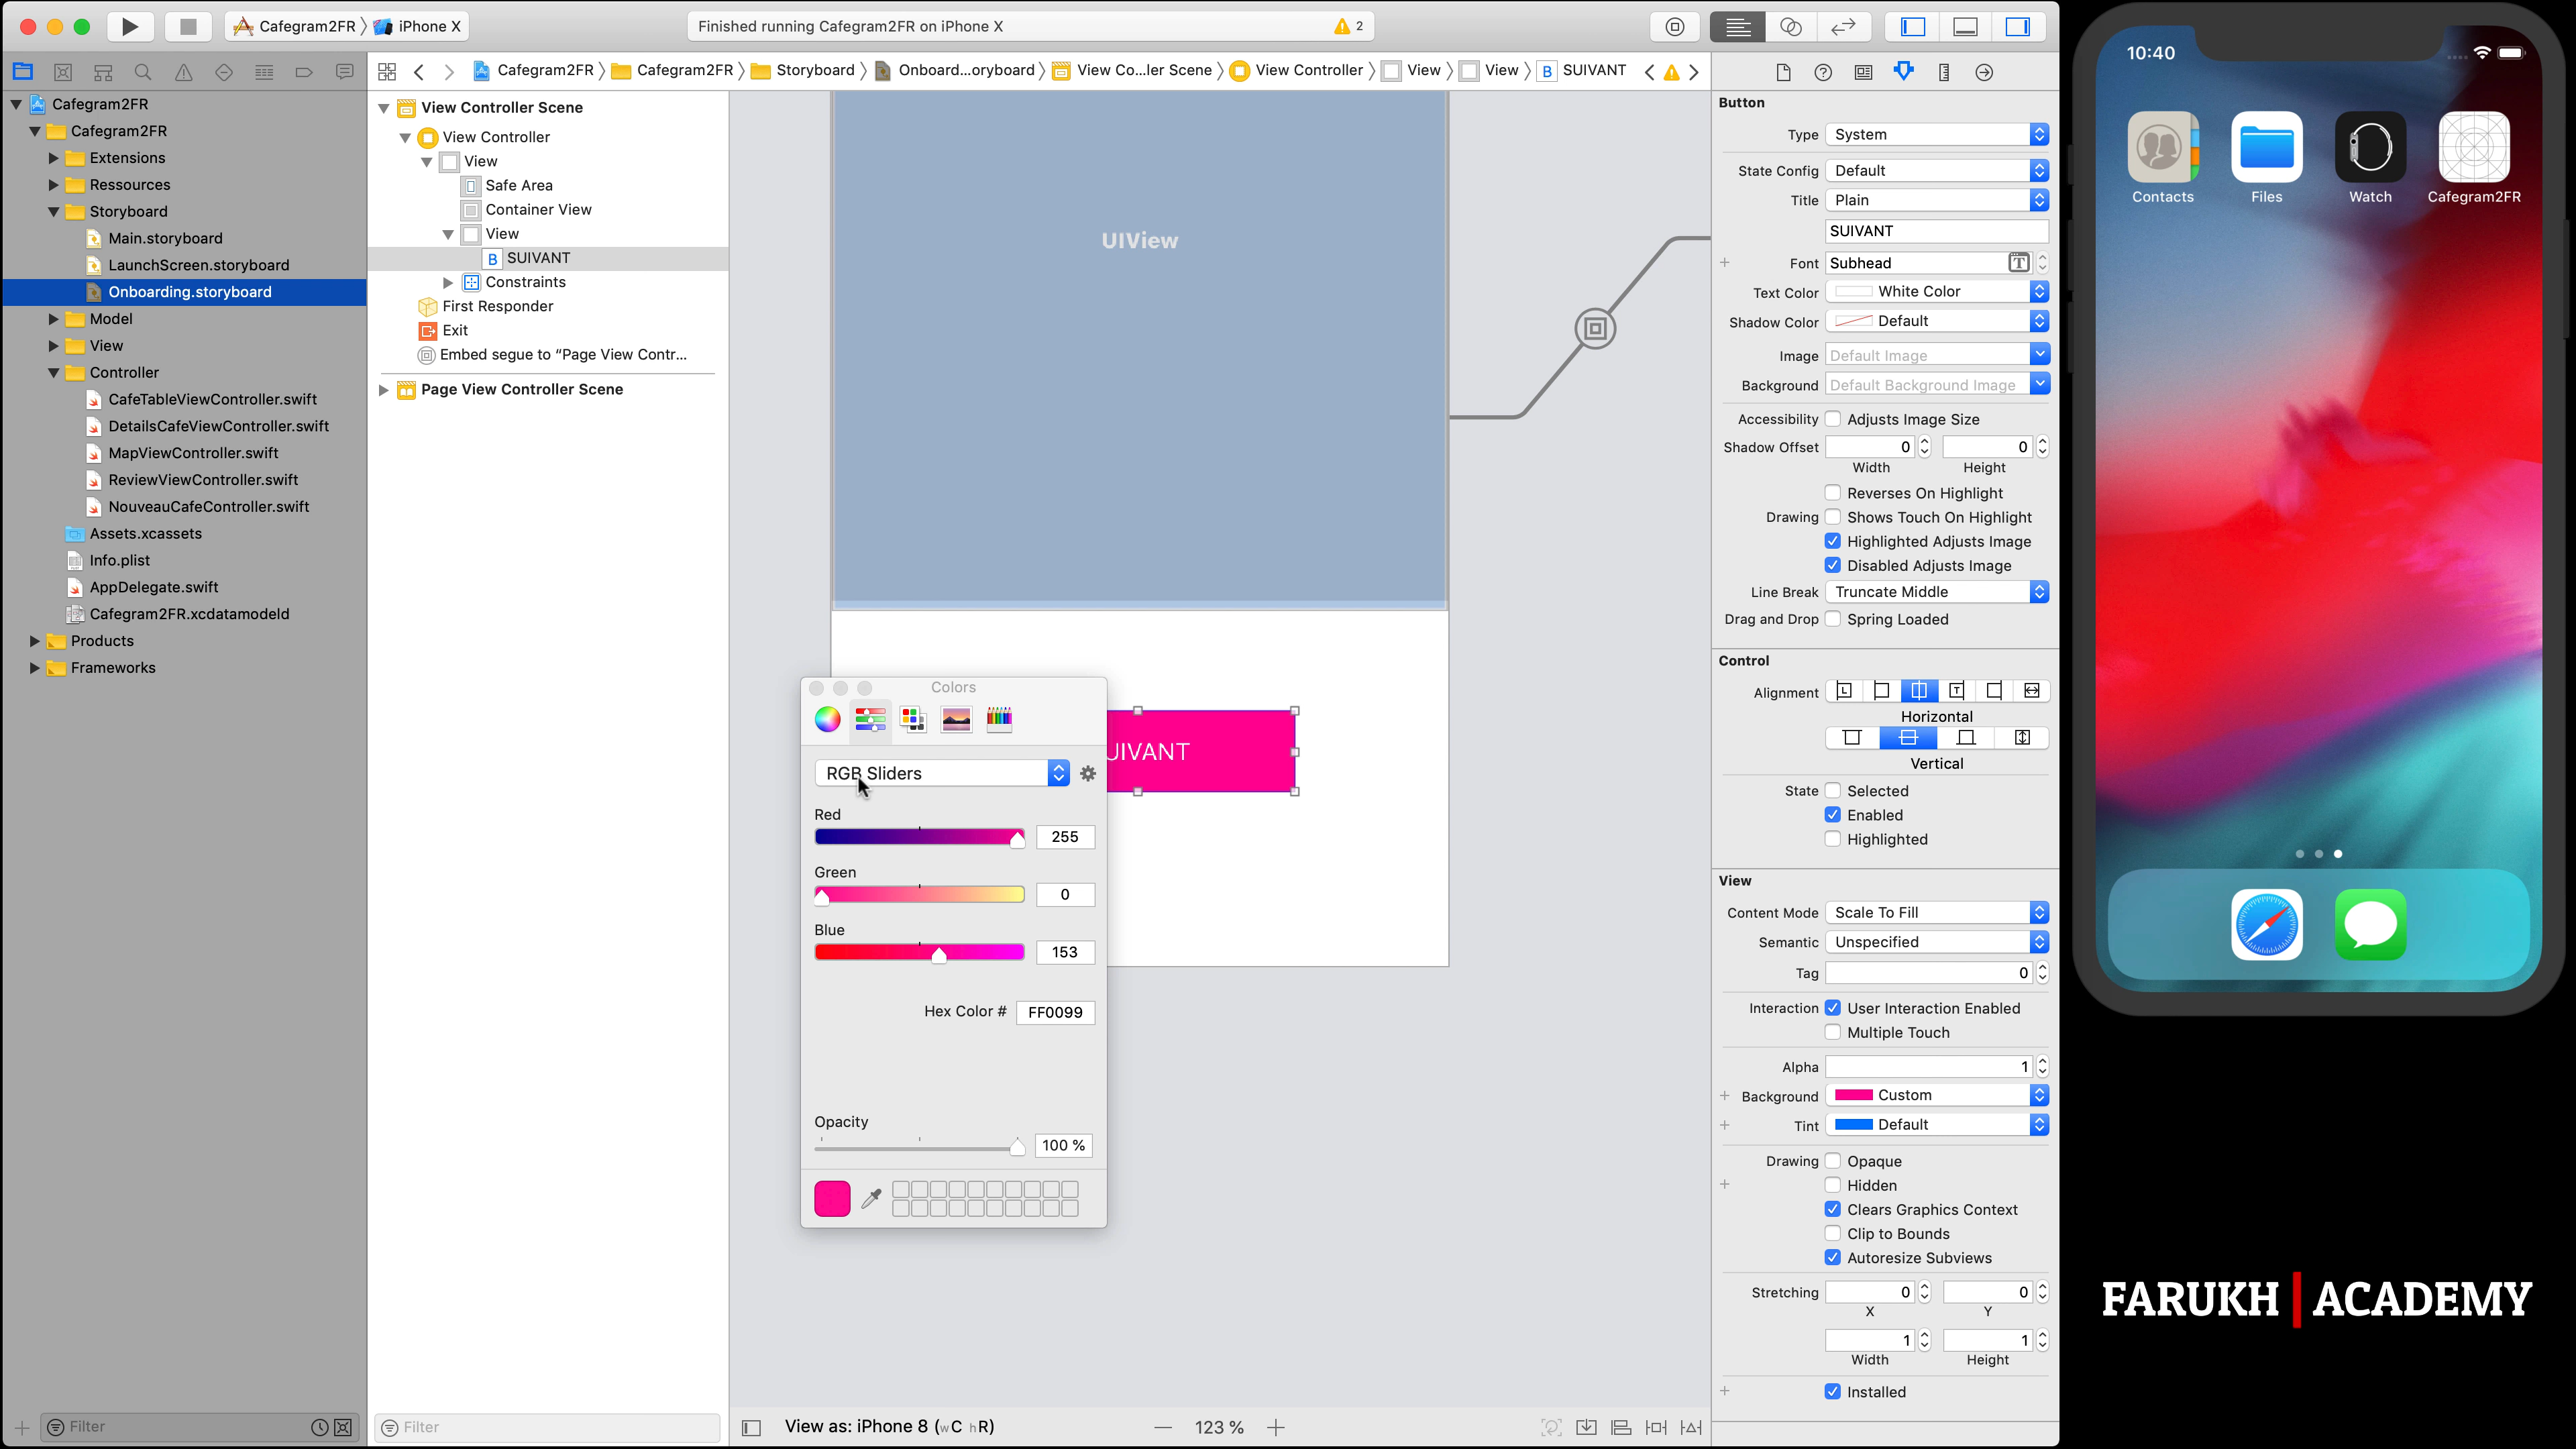 Cafegram2FR
iPhone X
Finished running Cafegram2FR on iPhone X
2
Cafegram2FR
Cafegram2FR
Storyboard
Onboard...oryboard
View Co...ler Scene
View Controller
View
View
B SUIVANT
Cafegram2FR
Cafegram2FR
Extensions
Ressources
Storyboard
Main.storyboard
LaunchScreen.storyboard
Onboarding.storyboard
Model
View
Controller
CafeTableViewController.swift
DetailsCafeViewController.swift
MapViewController.swift
ReviewViewController.swift
NouveauCafeController.swift
Assets.xcassets
Info.plist
AppDelegate.swift
Cafegram2FR.xcdatamodeld
Products
Frameworks
Filter
View Controller Scene
View Controller
View
Safe Area
Container View
View
B SUIVANT
Constraints
First Responder
Exit
Embed segue to “Page View Contr...
Page View Controller Scene
Filter
UIView
UIVANT
Colors
RGB Sliders
Red
255
Green
0
Blue
153
Hex Color # FF0099
Opacity
100 %
View as: iPhone 8 (wC hR)
123 %
Button
Type System
State Config Default
Title Plain
SUIVANT
Font Subhead
Text Color White Color
Shadow Color Default
Image Default Image
Background Default Background Image
Accessibility Adjusts Image Size
Shadow Offset 0 0
Width Height
Reverses On Highlight
Drawing Shows Touch On Highlight
Highlighted Adjusts Image
Disabled Adjusts Image
Line Break Truncate Middle
Drag and Drop Spring Loaded
Control
Alignment
Horizontal
Vertical
State Selected
Enabled
Highlighted
View
Content Mode Scale To Fill
Semantic Unspecified
Tag 0
Interaction User Interaction Enabled
Multiple Touch
Alpha 1
Background Custom
Tint Default
Drawing Opaque
Hidden
Clears Graphics Context
Clip to Bounds
Autoresize Subviews
Stretching 0 0
X Y
1 1
Width Height
Installed
10:40
Contacts
Files
Watch
Cafegram2FR
FARUKH | ACADEMY